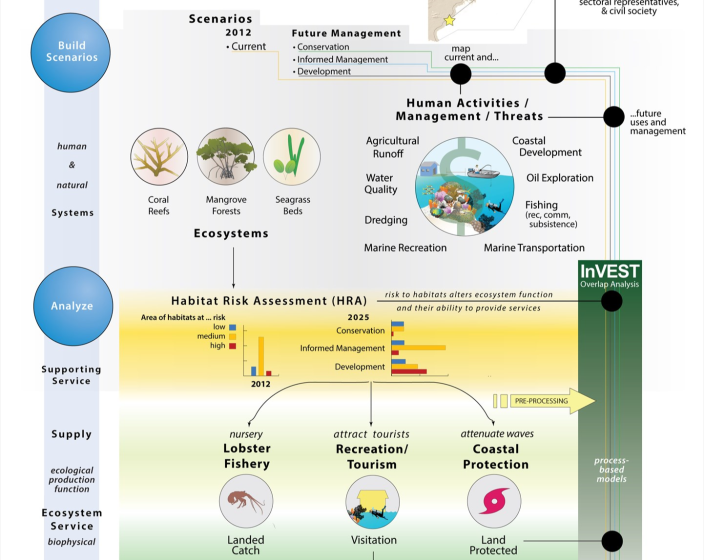 sectoral representatives,
& civil society
Scenarios
2012
• Current
Future Management
• Conservation
• Informed Management
• Development
map
current and...
Build
Scenarios
Human Activities /
Management / Threats
...future
uses and
management
human
&
natural
Systems
Agricultural
Runoff
Water
Quality
Dredging
Marine Recreation
Coastal
Development
Oil Exploration
Fishing
(rec, comm,
subsistence)
Marine Transportation
Coral
Reefs
Mangrove
Forests
Seagrass
Beds
Ecosystems
InVEST
Overlap Analysis
Analyze
Habitat Risk Assessment (HRA)
risk to habitats alters ecosystem function
and their ability to provide services
Area of habitats at ... risk
low
medium
high
2012
2025
Conservation
Informed Management
Development
Supporting
Service
PRE-PROCESSING
Supply
nursery
Lobster
Fishery
attract tourists
Recreation/
Tourism
attenuate waves
Coastal
Protection
process-
based
models
ecological
production
function
Ecosystem
Service
biophysical
Landed
Catch
Visitation
Land
Protected